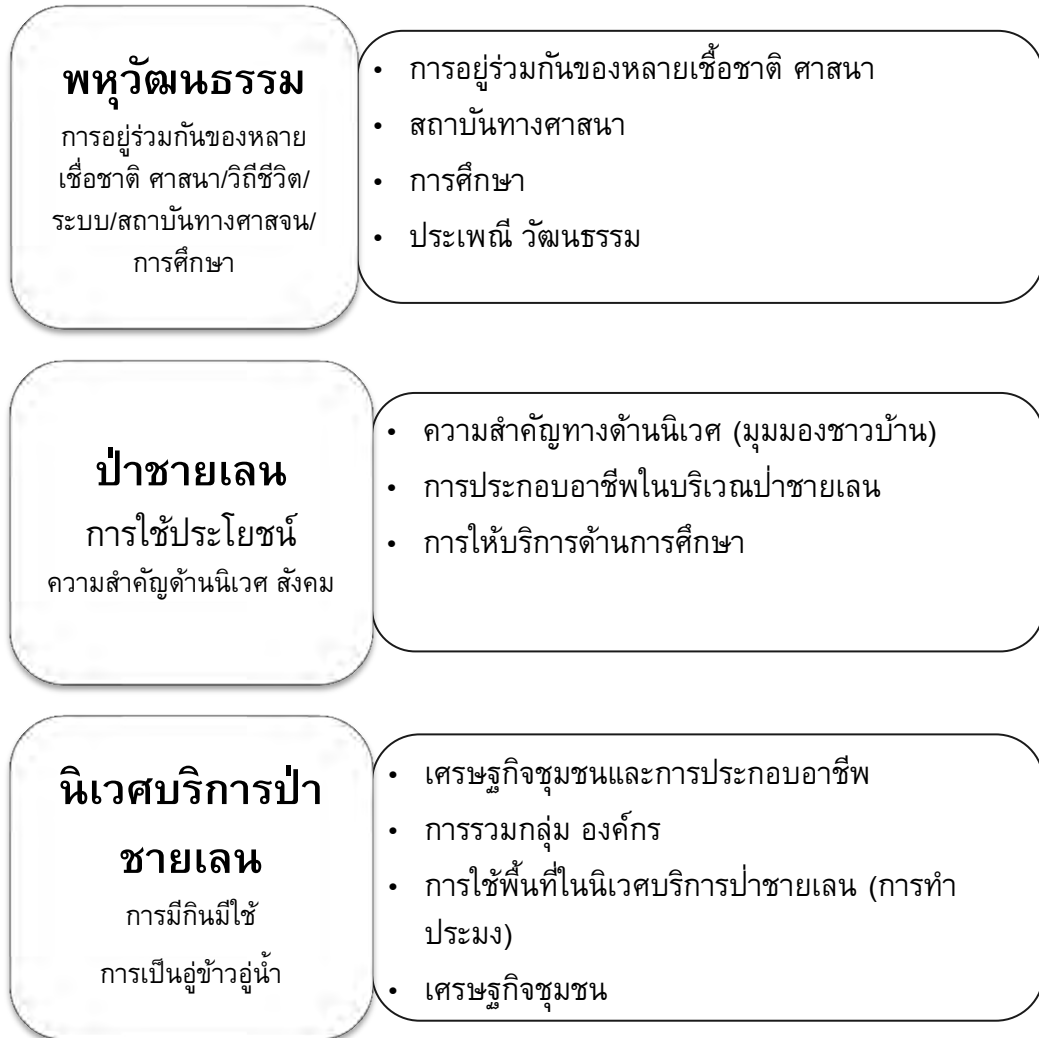 พหุวัฒนธรรม
การอยู่ร่วมกันของหลาย
เชื่อชาติ ศาสนา/วิถีชีวิต/
ระบบ/สถาบันทางศาสจน/
การศึกษา
• การอยู่ร่วมกันของหลายเชื้อชาติ ศาสนา
• สถาบันทางศาสนา
• การศึกษา
• ประเพณี วัฒนธรรม
ป่าชายเลน
การใช้ประโยชน์
ความสำคัญด้านนิเวศ สังคม
• ความสำคัญทางด้านนิเวศ (มุมมองชาวบ้าน)
• การประกอบอาชีพในบริเวณป่าชายเลน
• การให้บริการด้านการศึกษา
นิเวศบริการป่า
ชายเลน
การมีกินมีใช้
การเป็นอู่ข้าวอู่น้ำ
• เศรษฐกิจชุมชนและการประกอบอาชีพ
• การรวมกลุ่ม องค์กร
• การใช้พื้นที่ในนิเวศบริการป่าชายเลน (การทำ
ประมง)
• เศรษฐกิจชุมชน